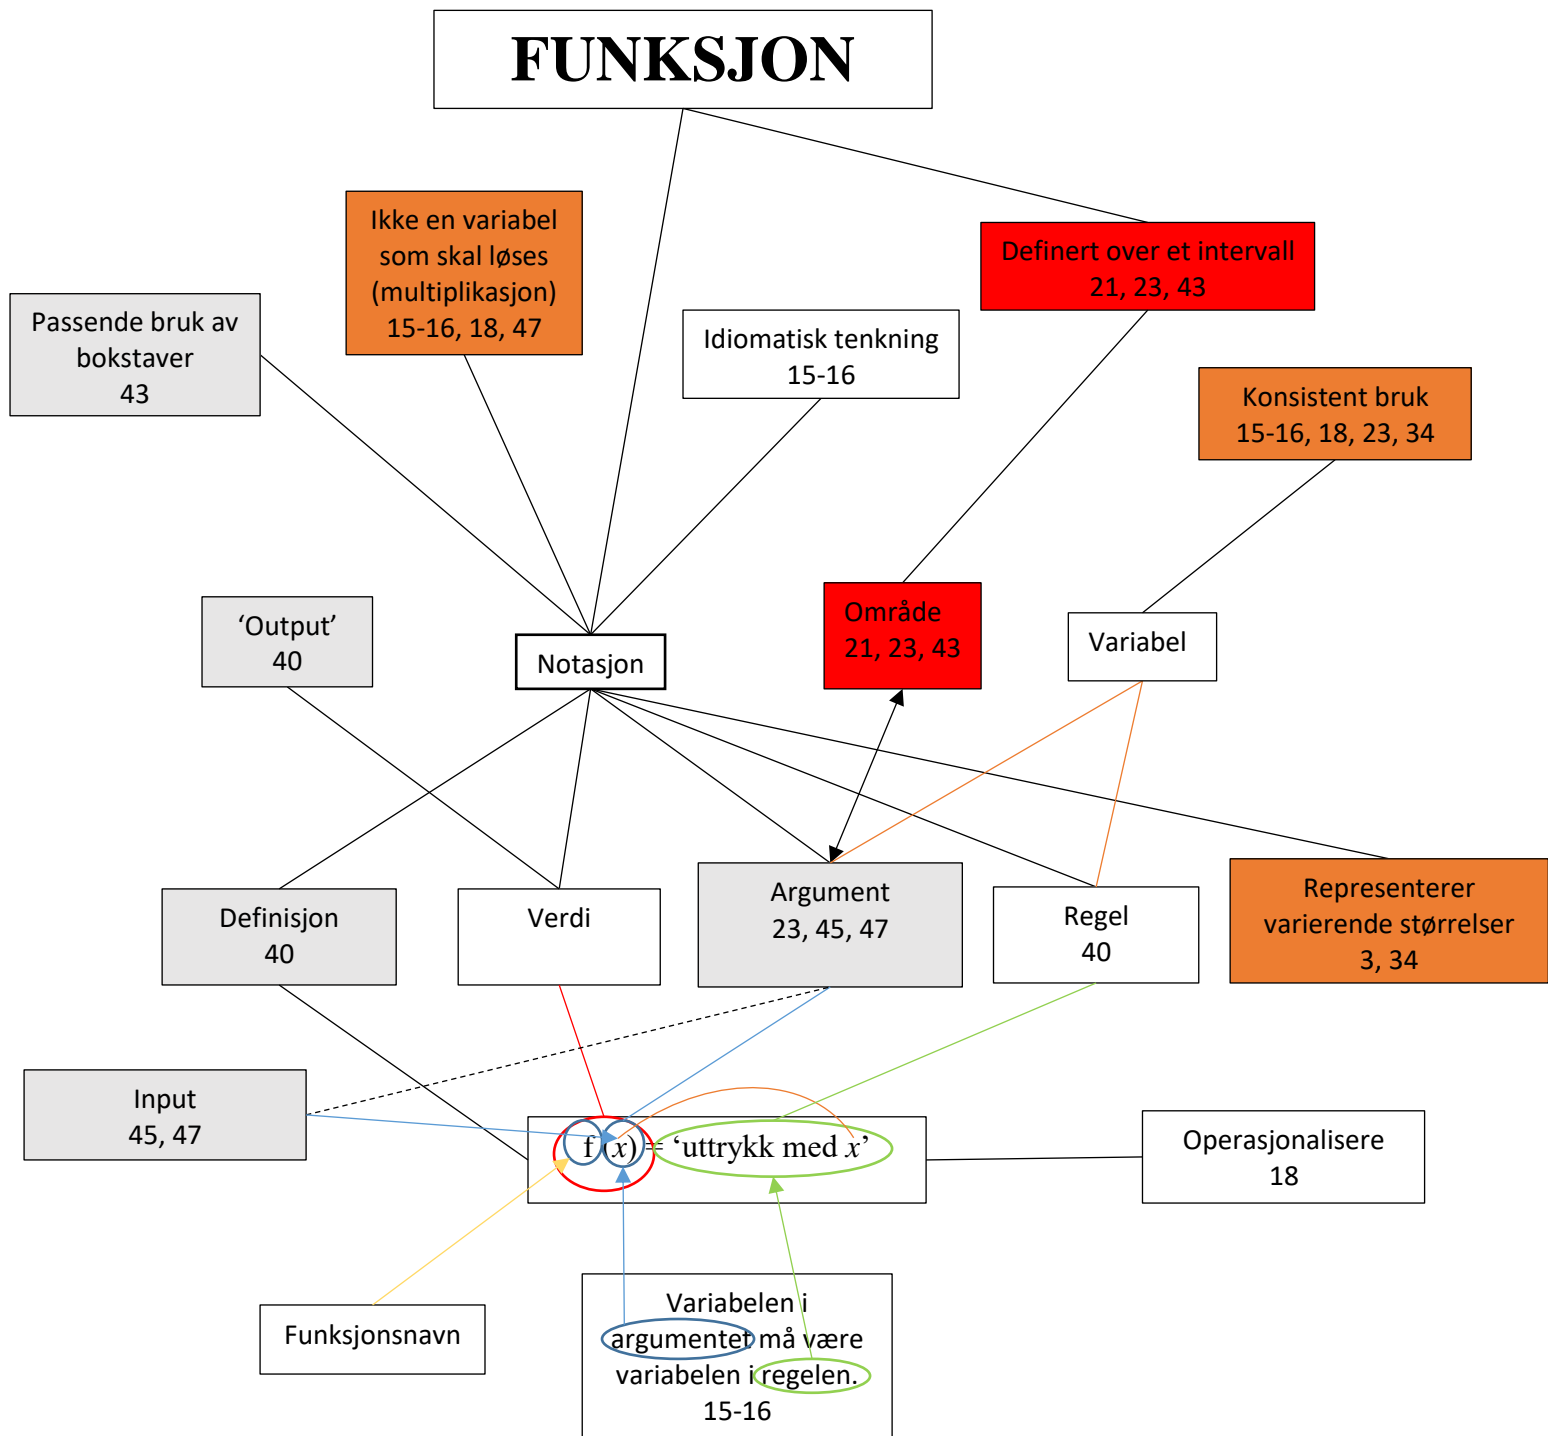 FUNKSJON
Ikke en variabel
som skal løses
(multiplikasjon)
15-16, 18, 47
Definert over et intervall
21, 23, 43
Passende bruk av
bokstaver
43
Idiomatisk tenkning
15-16
Konsistent bruk
15-16, 18, 23, 34
‘Output’
40
Notasjon
Område
21, 23, 43
Variabel
Definisjon
40
Verdi
Argument
23, 45, 47
Regel
40
Representerer
varierende størrelser
3, 34
Input
45, 47
f (x) = ‘uttrykk med x’
Operasjonalisere
18
Funksjonsnavn
Variabelen i
argumentet må være
variabelen i regelen.
15-16